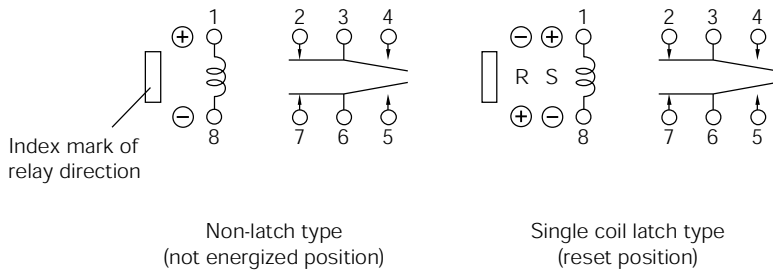 1 2 3 4
+
−
8 7 6 5
Index mark of
relay direction
Non-latch type
(not energized position)
− + 1 2 3 4
R S
+ − 8 7 6 5
Single coil latch type
(reset position)